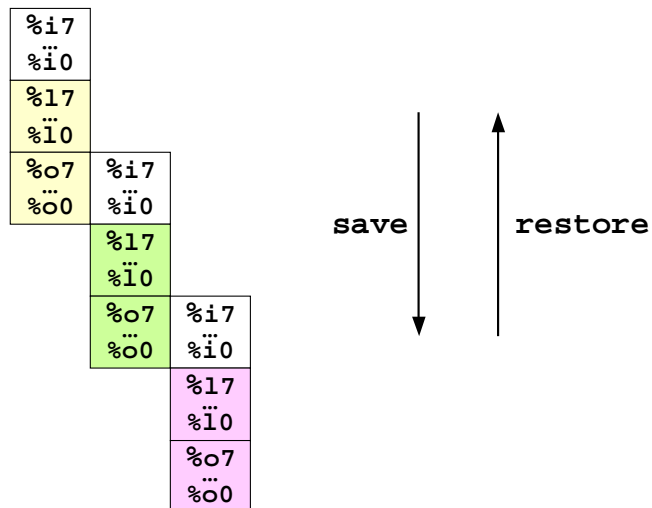 %i7
…
%i0
%l7
…
%l0
%o7
…
%o0
%i7
…
%i0
%l7
…
%l0
%o7
…
%o0
%i7
…
%i0
%l7
…
%l0
%o7
…
%o0
save
restore